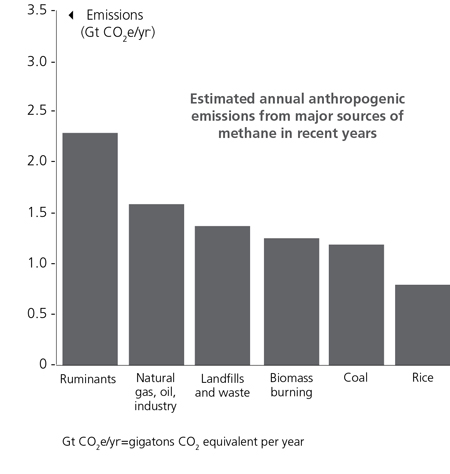 3.5
◀ Emissions
(Gt CO2e/yr)
3.0
2.5
Estimated annual anthropogenic
emissions from major sources of
methane in recent years
2.0
1.5
1.0
0.5
0
Ruminants
Natural
gas, oil,
industry
Landfills
and waste
Biomass
burning
Coal
Rice
Gt CO2e/yr=gigatons CO2 equivalent per year